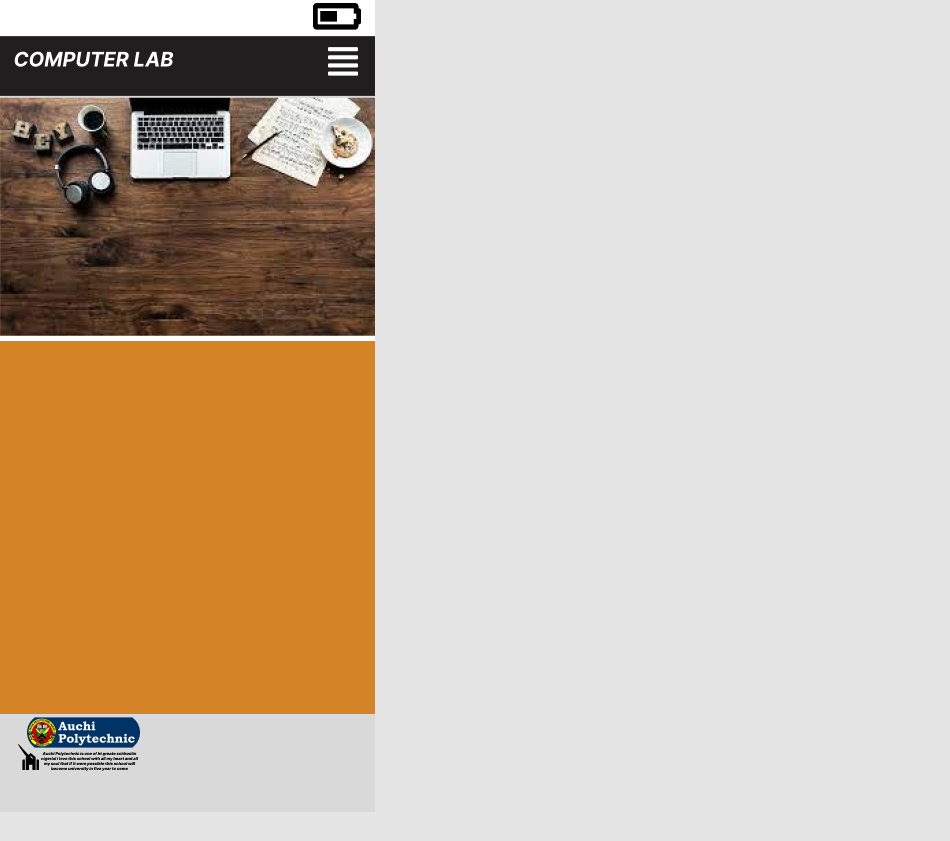 COMPUTER LAB
HEY
Auchi
Polytechnic
Auchi Polytechnic is one of ht greate schboolin
nigeria i love this school with all my heart and all
my soul that if it were possible this school will
become university in five year to come